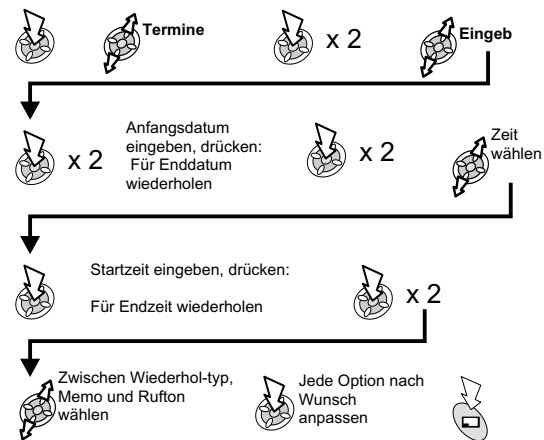 Termine
x 2
Eingeb
x 2
Anfangsdatum
eingeben, drücken:
Für Enddatum
wiederholen
x 2
Zeit
wählen
Startzeit eingeben, drücken:
Für Endzeit wiederholen
x 2
Zwischen Wiederhol-typ,
Memo und Rufton
wählen
Jede Option nach
Wunsch
anpassen